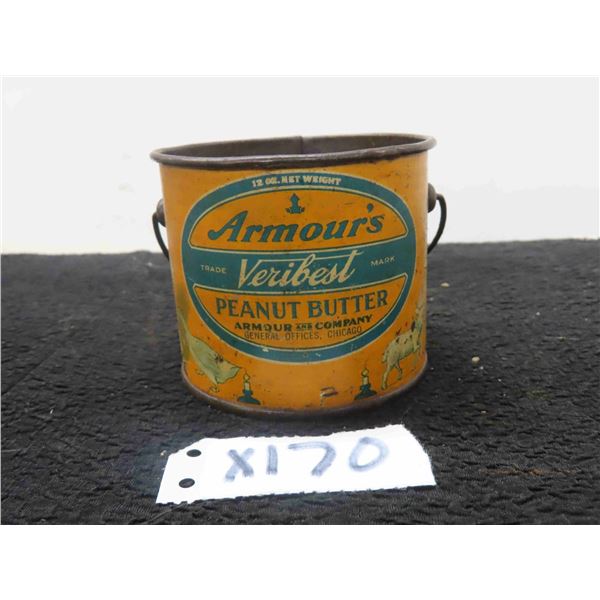 12 OZ. NET WEIGHT
Armour's
TRADE Veribest MARK
PEANUT BUTTER
ARMOUR AND COMPANY
GENERAL OFFICES, CHICAGO
X170